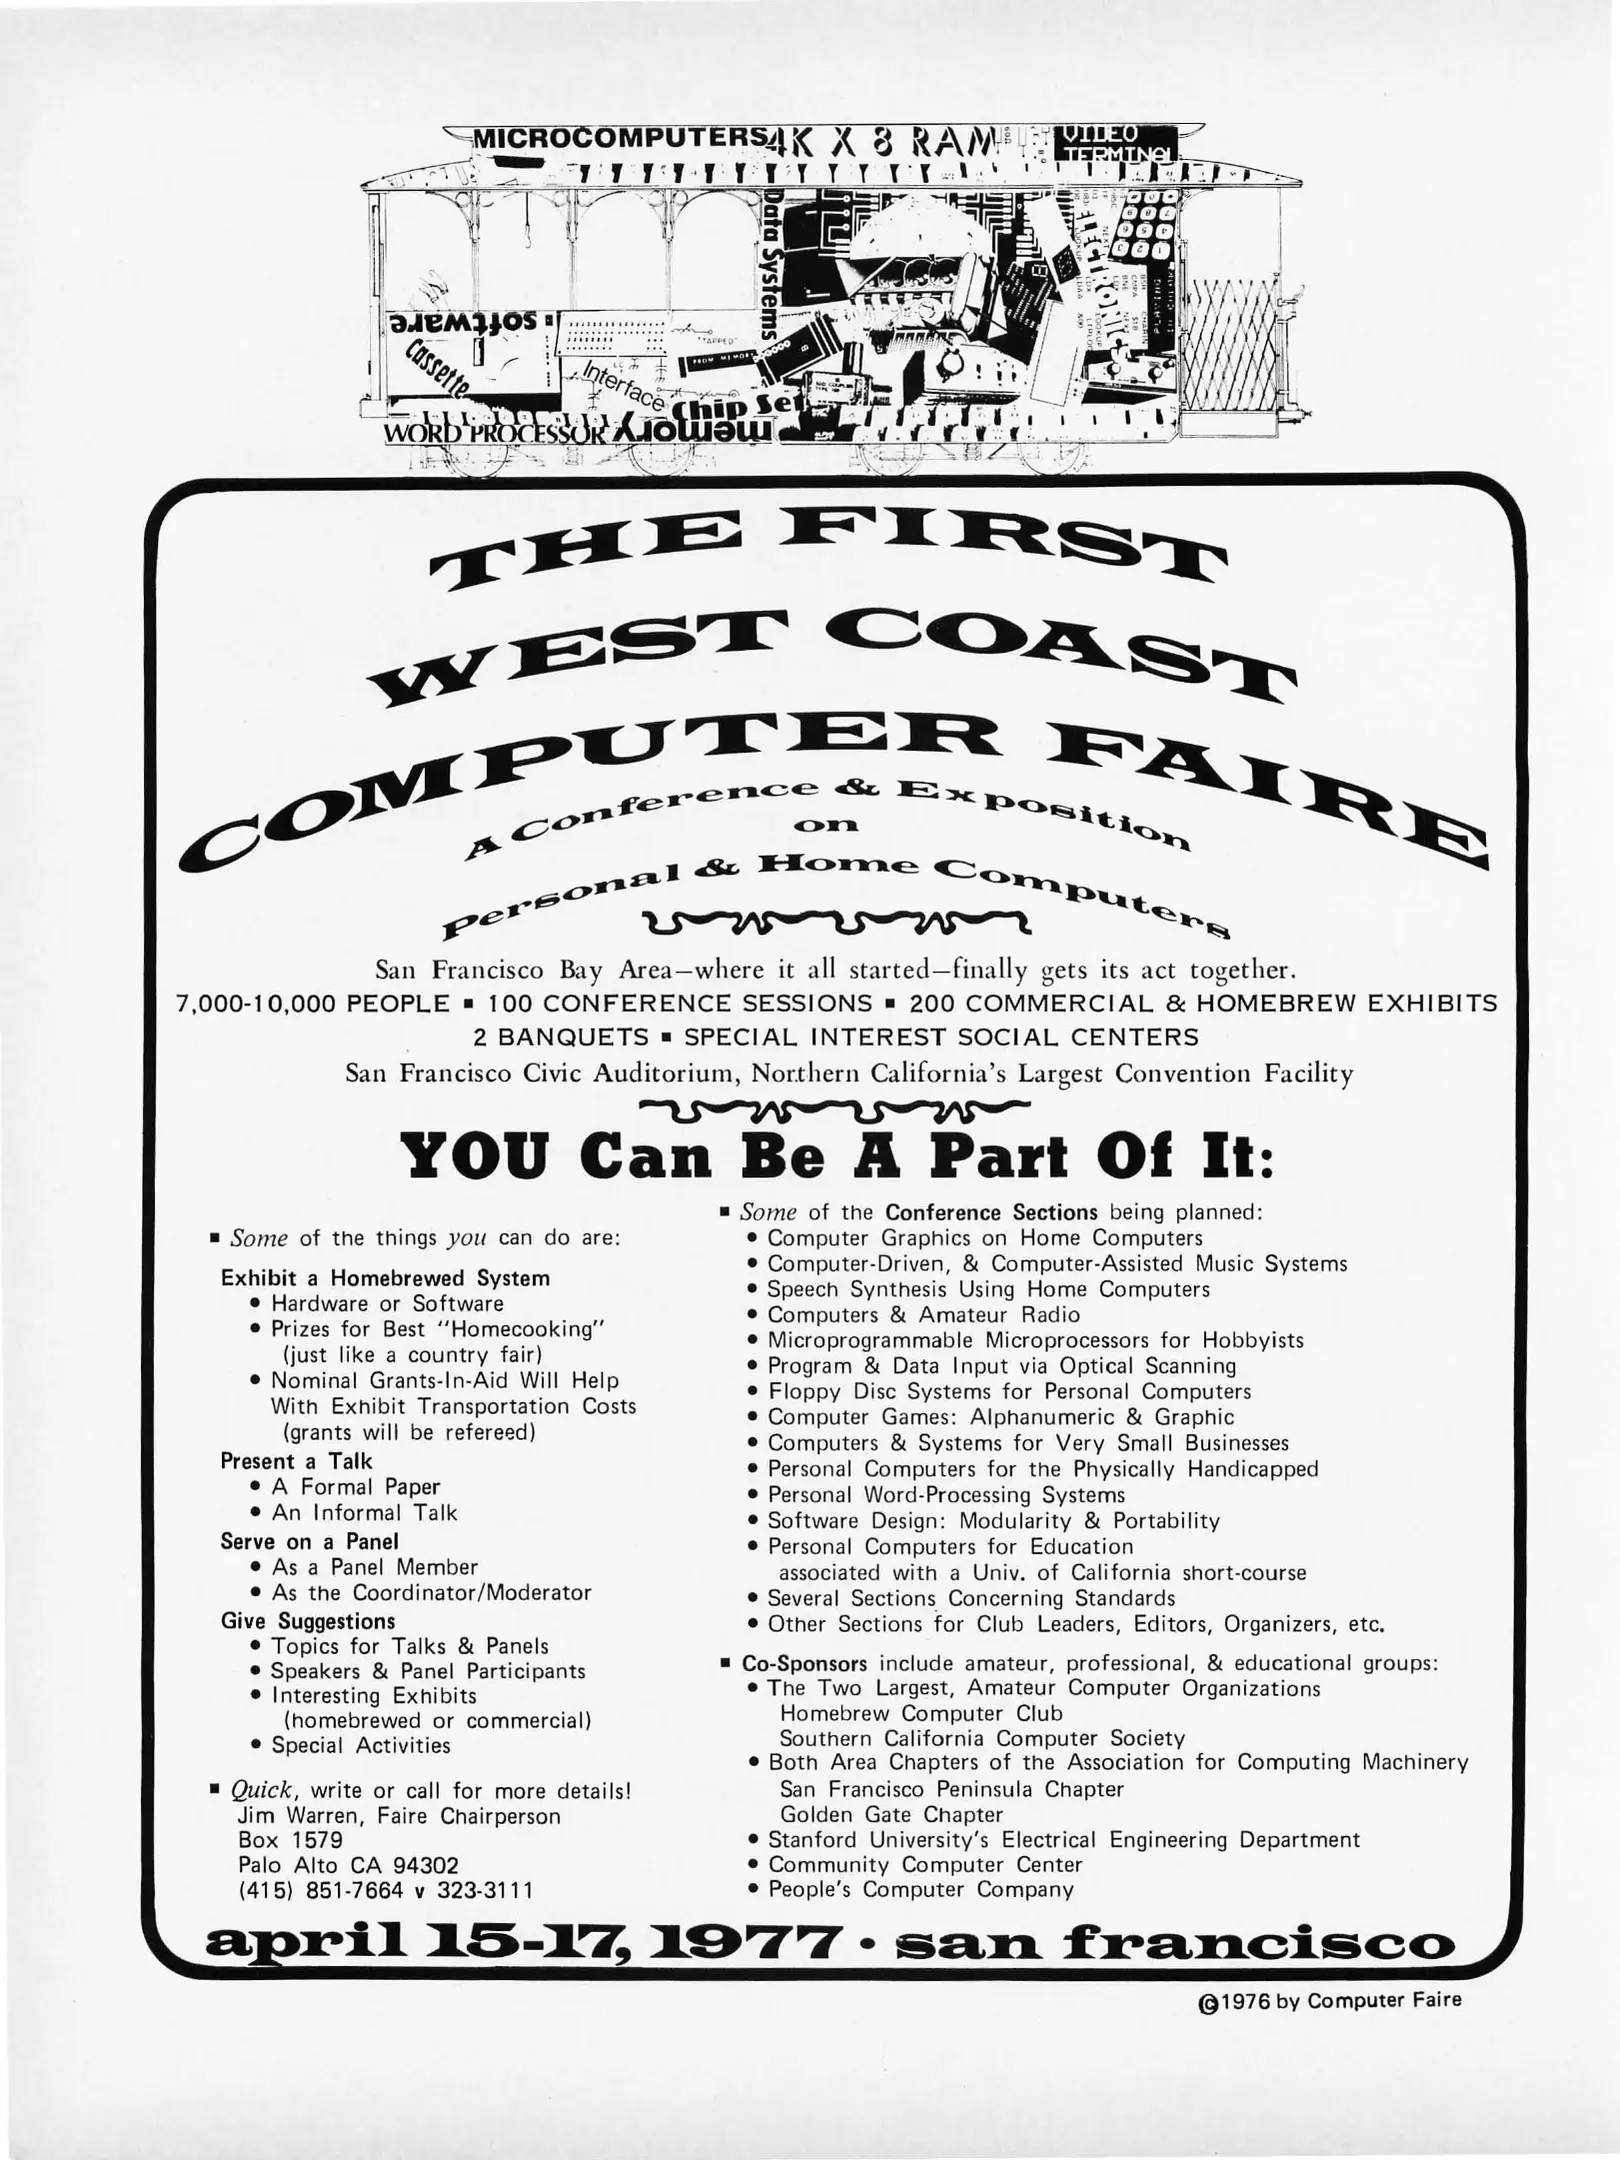 MICROCOMPUTERS
4K X 8 RAM
VIDEO
TERMINAL
Data Systems
software
cassette
"TAPPED"
Interface
Chip Set
memory
WORD PROCESSOR
THE FIRST
WEST COAST
COMPUTER FAIRE
A Conference & Exposition
on
Personal & Home Computers
San Francisco Bay Area—where it all started—finally gets its act together.
7,000-10,000 PEOPLE ▪ 100 CONFERENCE SESSIONS ▪ 200 COMMERCIAL & HOMEBREW EXHIBITS
2 BANQUETS ▪ SPECIAL INTEREST SOCIAL CENTERS
San Francisco Civic Auditorium, Northern California's Largest Convention Facility
YOU Can Be A Part Of It:
▪ Some of the things you can do are:
Exhibit a Homebrewed System
• Hardware or Software
• Prizes for Best "Homecooking"
(just like a country fair)
• Nominal Grants-In-Aid Will Help
With Exhibit Transportation Costs
(grants will be refereed)
Present a Talk
• A Formal Paper
• An Informal Talk
Serve on a Panel
• As a Panel Member
• As the Coordinator/Moderator
Give Suggestions
• Topics for Talks & Panels
• Speakers & Panel Participants
• Interesting Exhibits
(homebrewed or commercial)
• Special Activities
▪ Quick, write or call for more details!
Jim Warren, Faire Chairperson
Box 1579
Palo Alto CA 94302
(415) 851-7664 v 323-3111
▪ Some of the Conference Sections being planned:
• Computer Graphics on Home Computers
• Computer-Driven, & Computer-Assisted Music Systems
• Speech Synthesis Using Home Computers
• Computers & Amateur Radio
• Microprogrammable Microprocessors for Hobbyists
• Program & Data Input via Optical Scanning
• Floppy Disc Systems for Personal Computers
• Computer Games: Alphanumeric & Graphic
• Computers & Systems for Very Small Businesses
• Personal Computers for the Physically Handicapped
• Personal Word-Processing Systems
• Software Design: Modularity & Portability
• Personal Computers for Education
associated with a Univ. of California short-course
• Several Sections Concerning Standards
• Other Sections for Club Leaders, Editors, Organizers, etc.
▪ Co-Sponsors include amateur, professional, & educational groups:
• The Two Largest, Amateur Computer Organizations
Homebrew Computer Club
Southern California Computer Society
• Both Area Chapters of the Association for Computing Machinery
San Francisco Peninsula Chapter
Golden Gate Chapter
• Stanford University's Electrical Engineering Department
• Community Computer Center
• People's Computer Company
april 15-17, 1977 • san francisco
©1976 by Computer Faire